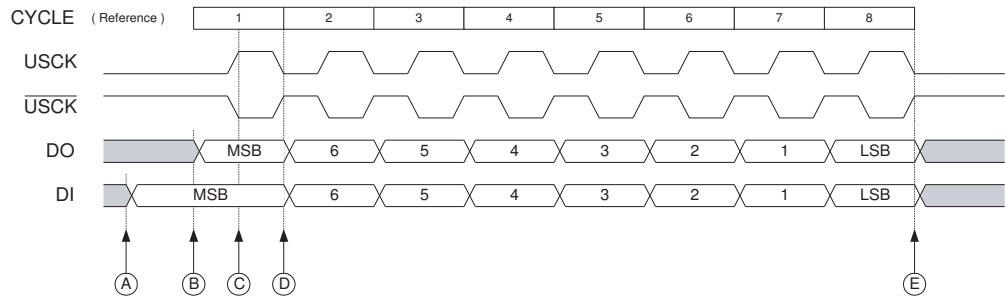 CYCLE ( Reference ) 1 2 3 4 5 6 7 8
USCK
USCK
DO MSB 6 5 4 3 2 1 LSB
DI MSB 6 5 4 3 2 1 LSB
A B C D E